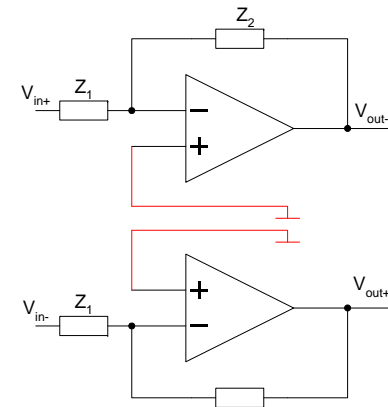 Z2
Vin+ Z1
−
+
Vout-
+
−
Vin- Z1
Vout+